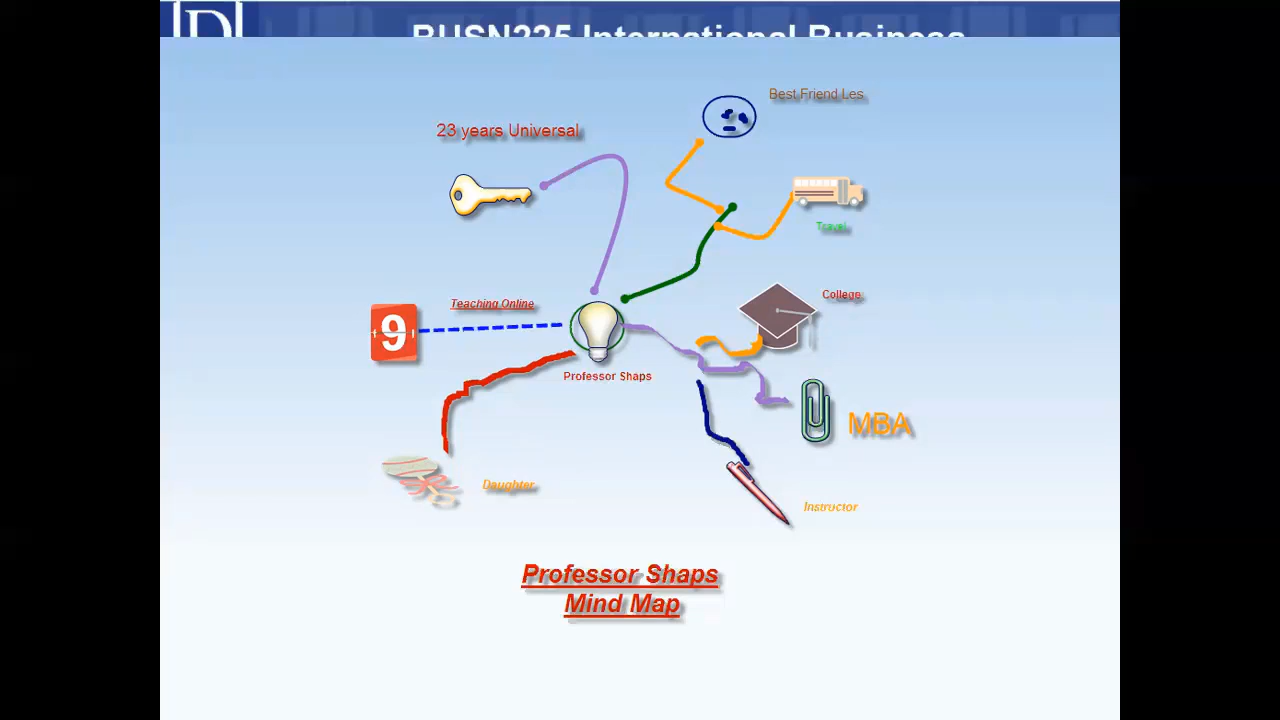 BUSN225 International Business
Best Friend Les
23 years Universal
Travel
College
Teaching Online
9
Professor Shaps
MBA
Daughter
Instructor
Professor Shaps
Mind Map